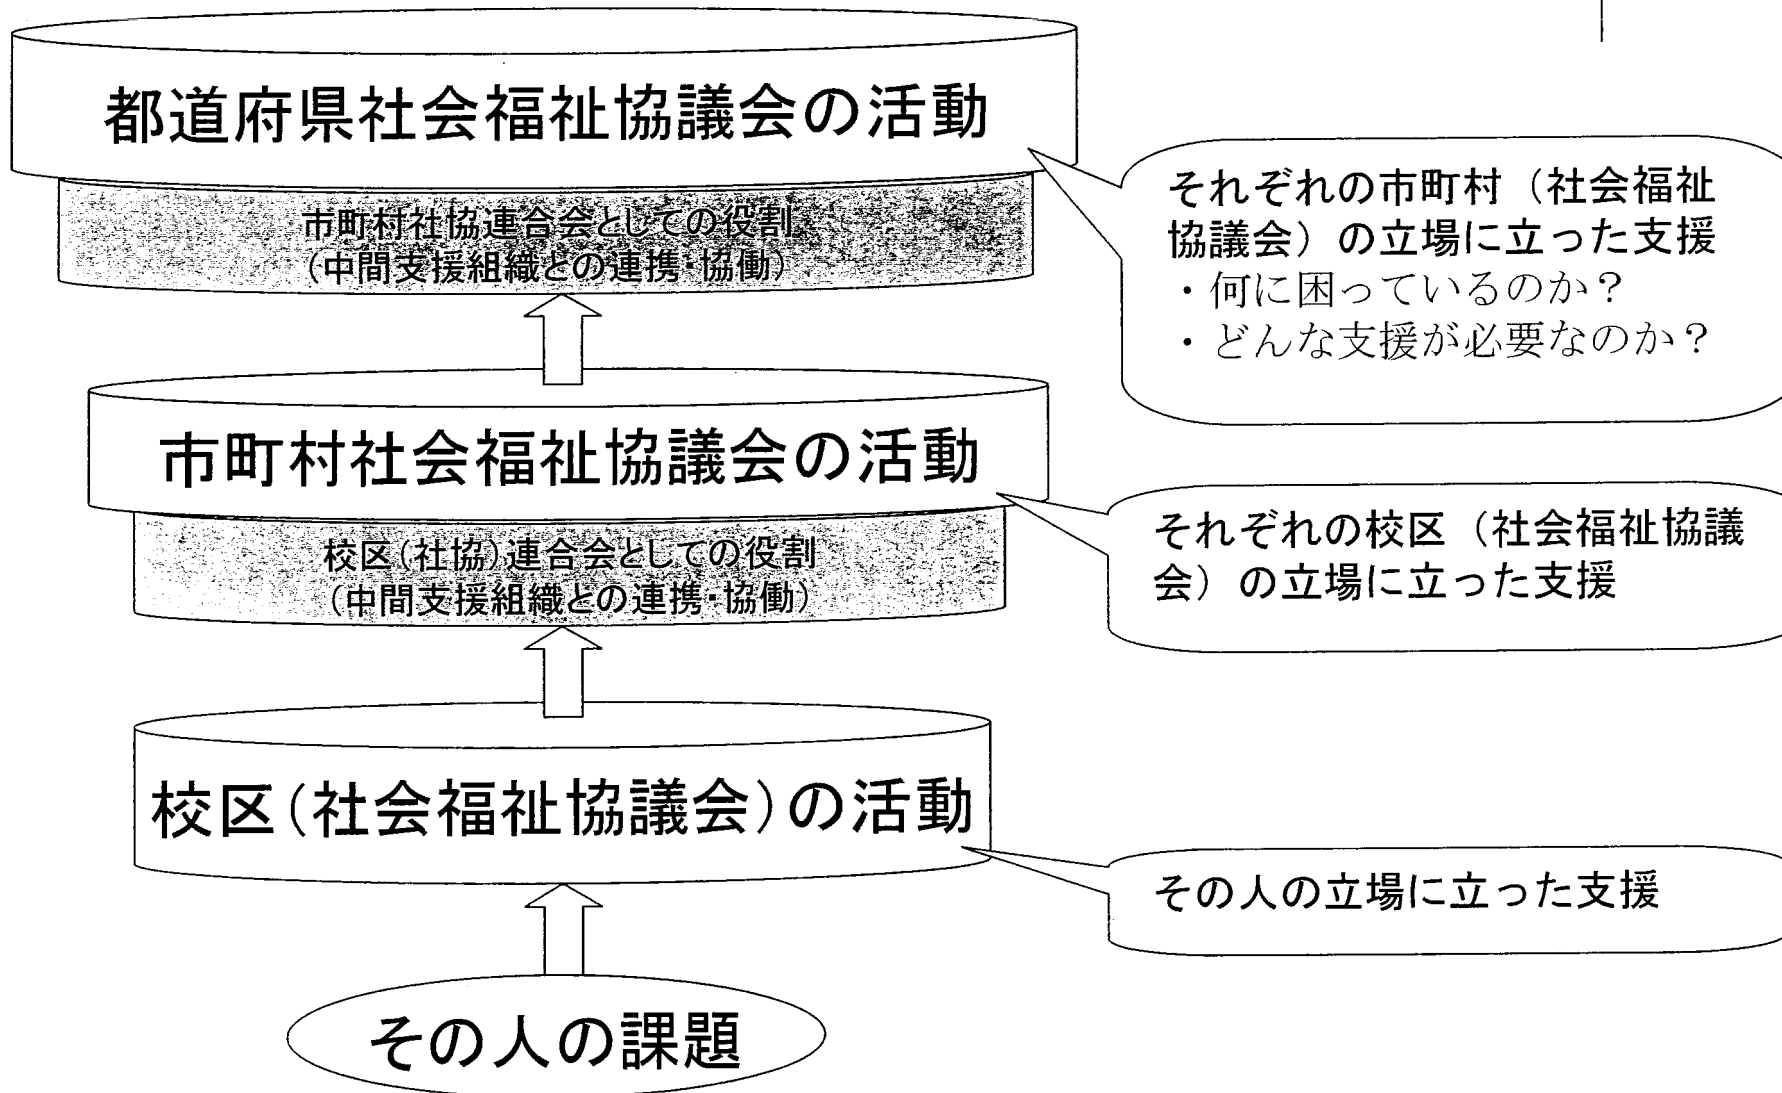 都道府県社会福祉協議会の活動
市町村社協連合会としての役割
(中間支援組織との連携・協働)
それぞれの市町村（社会福祉
協議会）の立場に立った支援
・何に困っているのか？
・どんな支援が必要なのか？
市町村社会福祉協議会の活動
校区(社協)連合会としての役割
(中間支援組織との連携・協働)
それぞれの校区（社会福祉協議
会）の立場に立った支援
校区(社会福祉協議会)の活動
その人の立場に立った支援
その人の課題